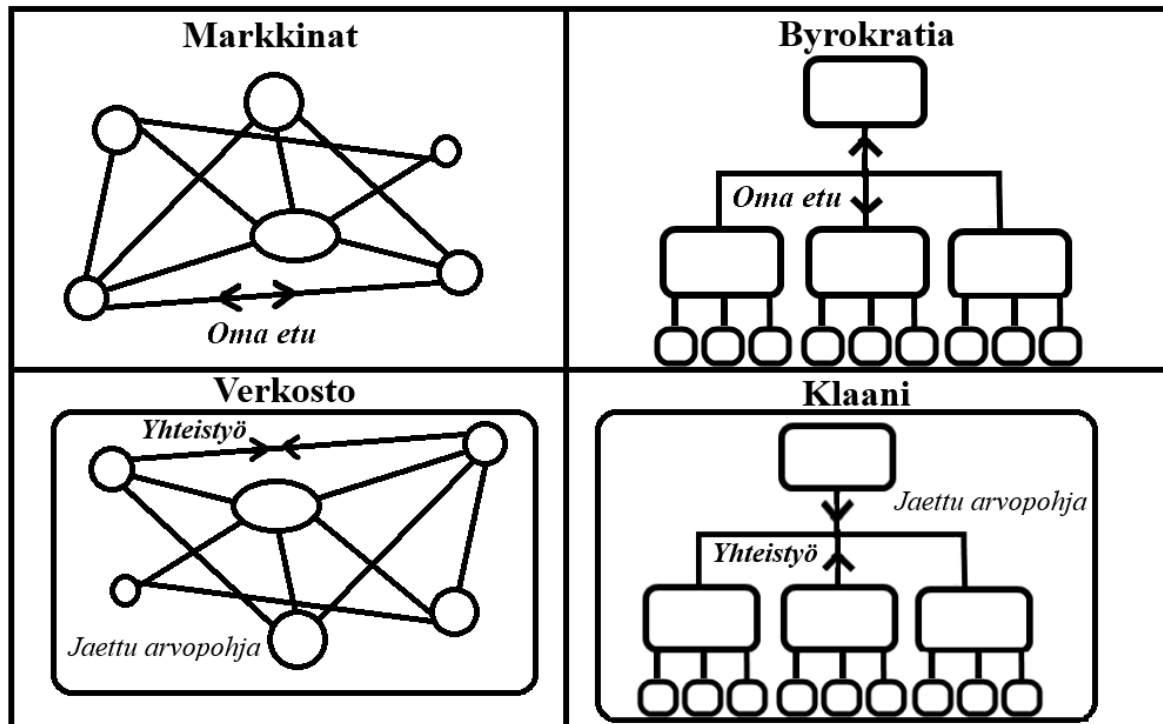 Markkinat
Oma etu
Byrokratia
Oma etu
Verkosto
Yhteistyö
Jaettu arvopohja
Klaani
Jaettu arvopohja
Yhteistyö